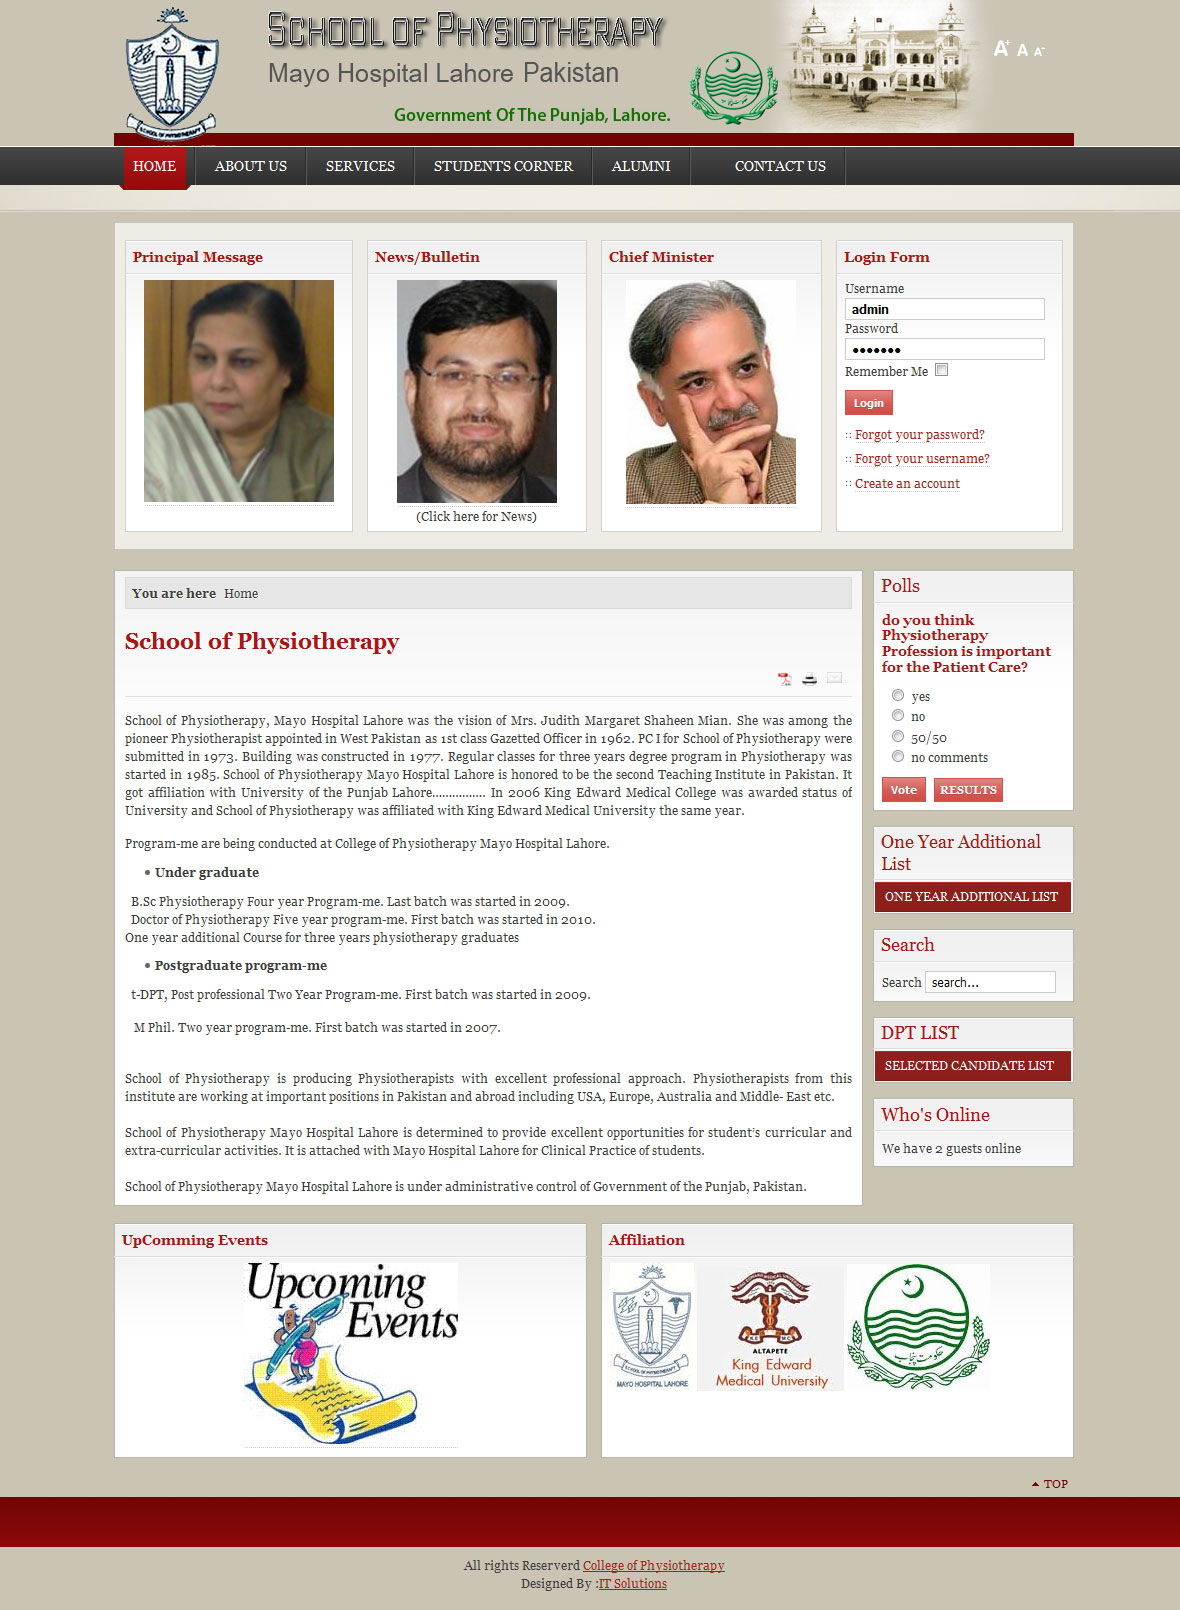 School of Physiotherapy
Mayo Hospital Lahore Pakistan
Government Of The Punjab, Lahore.
SCHOOL OF PHYSIOTHERAPY
A+ A A-
HOME ABOUT US SERVICES STUDENTS CORNER ALUMNI CONTACT US
Principal Message
News/Bulletin
(Click here for News)
Chief Minister
Login Form
Username
admin
Password
•••••••
Remember Me
Login
:: Forgot your password?
:: Forgot your username?
:: Create an account
You are here Home
School of Physiotherapy
School of Physiotherapy, Mayo Hospital Lahore was the vision of Mrs. Judith Margaret Shaheen Mian. She was among the
pioneer Physiotherapist appointed in West Pakistan as 1st class Gazetted Officer in 1962. PC I for School of Physiotherapy were
submitted in 1973. Building was constructed in 1977. Regular classes for three years degree program in Physiotherapy was
started in 1985. School of Physiotherapy Mayo Hospital Lahore is honored to be the second Teaching Institute in Pakistan. It
got affiliation with University of the Punjab Lahore................ In 2006 King Edward Medical College was awarded status of
University and School of Physiotherapy was affiliated with King Edward Medical University the same year.
Program-me are being conducted at College of Physiotherapy Mayo Hospital Lahore.
• Under graduate
B.Sc Physiotherapy Four year Program-me. Last batch was started in 2009.
Doctor of Physiotherapy Five year program-me. First batch was started in 2010.
One year additional Course for three years physiotherapy graduates
• Postgraduate program-me
t-DPT, Post professional Two Year Program-me. First batch was started in 2009.
M Phil. Two year program-me. First batch was started in 2007.
School of Physiotherapy is producing Physiotherapists with excellent professional approach. Physiotherapists from this
institute are working at important positions in Pakistan and abroad including USA, Europe, Australia and Middle- East etc.
School of Physiotherapy Mayo Hospital Lahore is determined to provide excellent opportunities for student's curricular and
extra-curricular activities. It is attached with Mayo Hospital Lahore for Clinical Practice of students.
School of Physiotherapy Mayo Hospital Lahore is under administrative control of Government of the Punjab, Pakistan.
Polls
do you think
Physiotherapy
Profession is important
for the Patient Care?
yes
no
50/50
no comments
Vote RESULTS
One Year Additional
List
ONE YEAR ADDITIONAL LIST
Search
Search search...
DPT LIST
SELECTED CANDIDATE LIST
Who's Online
We have 2 guests online
UpComming Events
Upcoming
Events
Affiliation
SCHOOL OF PHYSIOTHERAPY
MAYO HOSPITAL LAHORE
KING EDWARD MEDICAL UNIVERSITY
K.E. M.C.
ALTAPETE
King Edward
Medical University
حکومت پنجاب
TOP
All rights Reserverd College of Physiotherapy
Designed By :IT Solutions